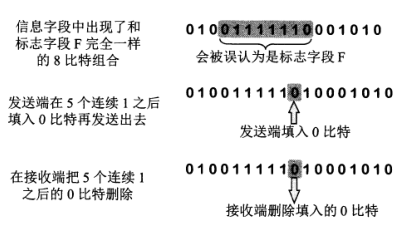 信息字段中出现了和
标志字段 F 完全一样
的 8 比特组合
01001111110001010
会被误认为是标志字段 F
发送端在 5 个连续 1 之后
填入 0 比特再发送出去
010011111010001010
发送端填入 0 比特
在接收端把 5 个连续 1
之后的 0 比特删除
010011111010001010
接收端删除填入的 0 比特